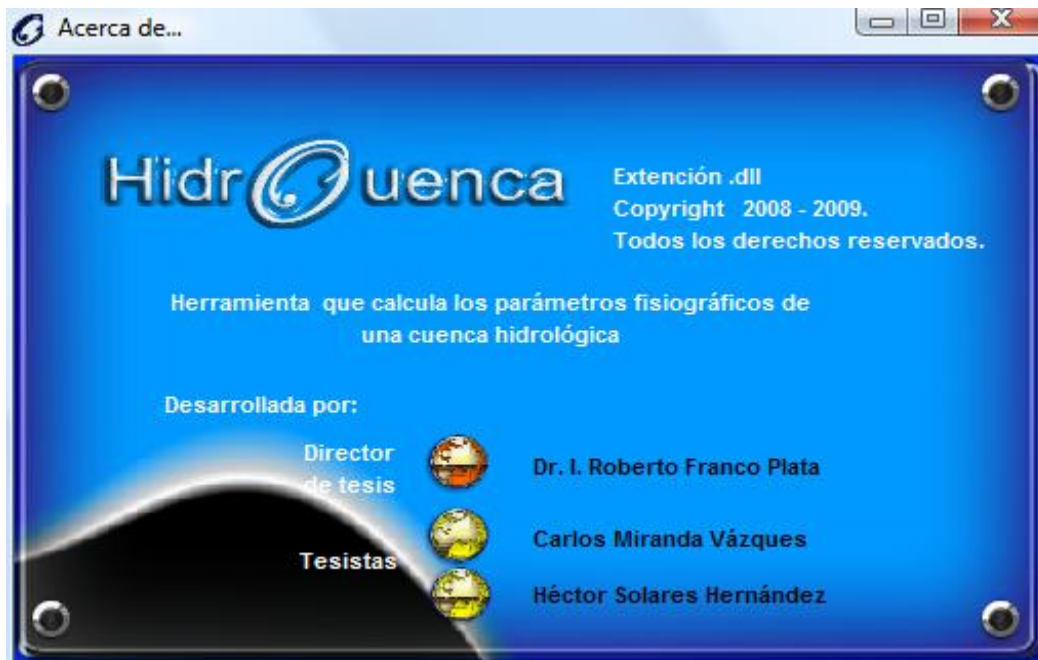 Acerca de...
HidrCuenca
Extención .dll
Copyright 2008 - 2009.
Todos los derechos reservados.
Herramienta que calcula los parámetros fisiográficos de
una cuenca hidrológica
Desarrollada por:
Director
de tesis
Dr. I. Roberto Franco Plata
Carlos Miranda Vázques
Tesistas
Héctor Solares Hernández